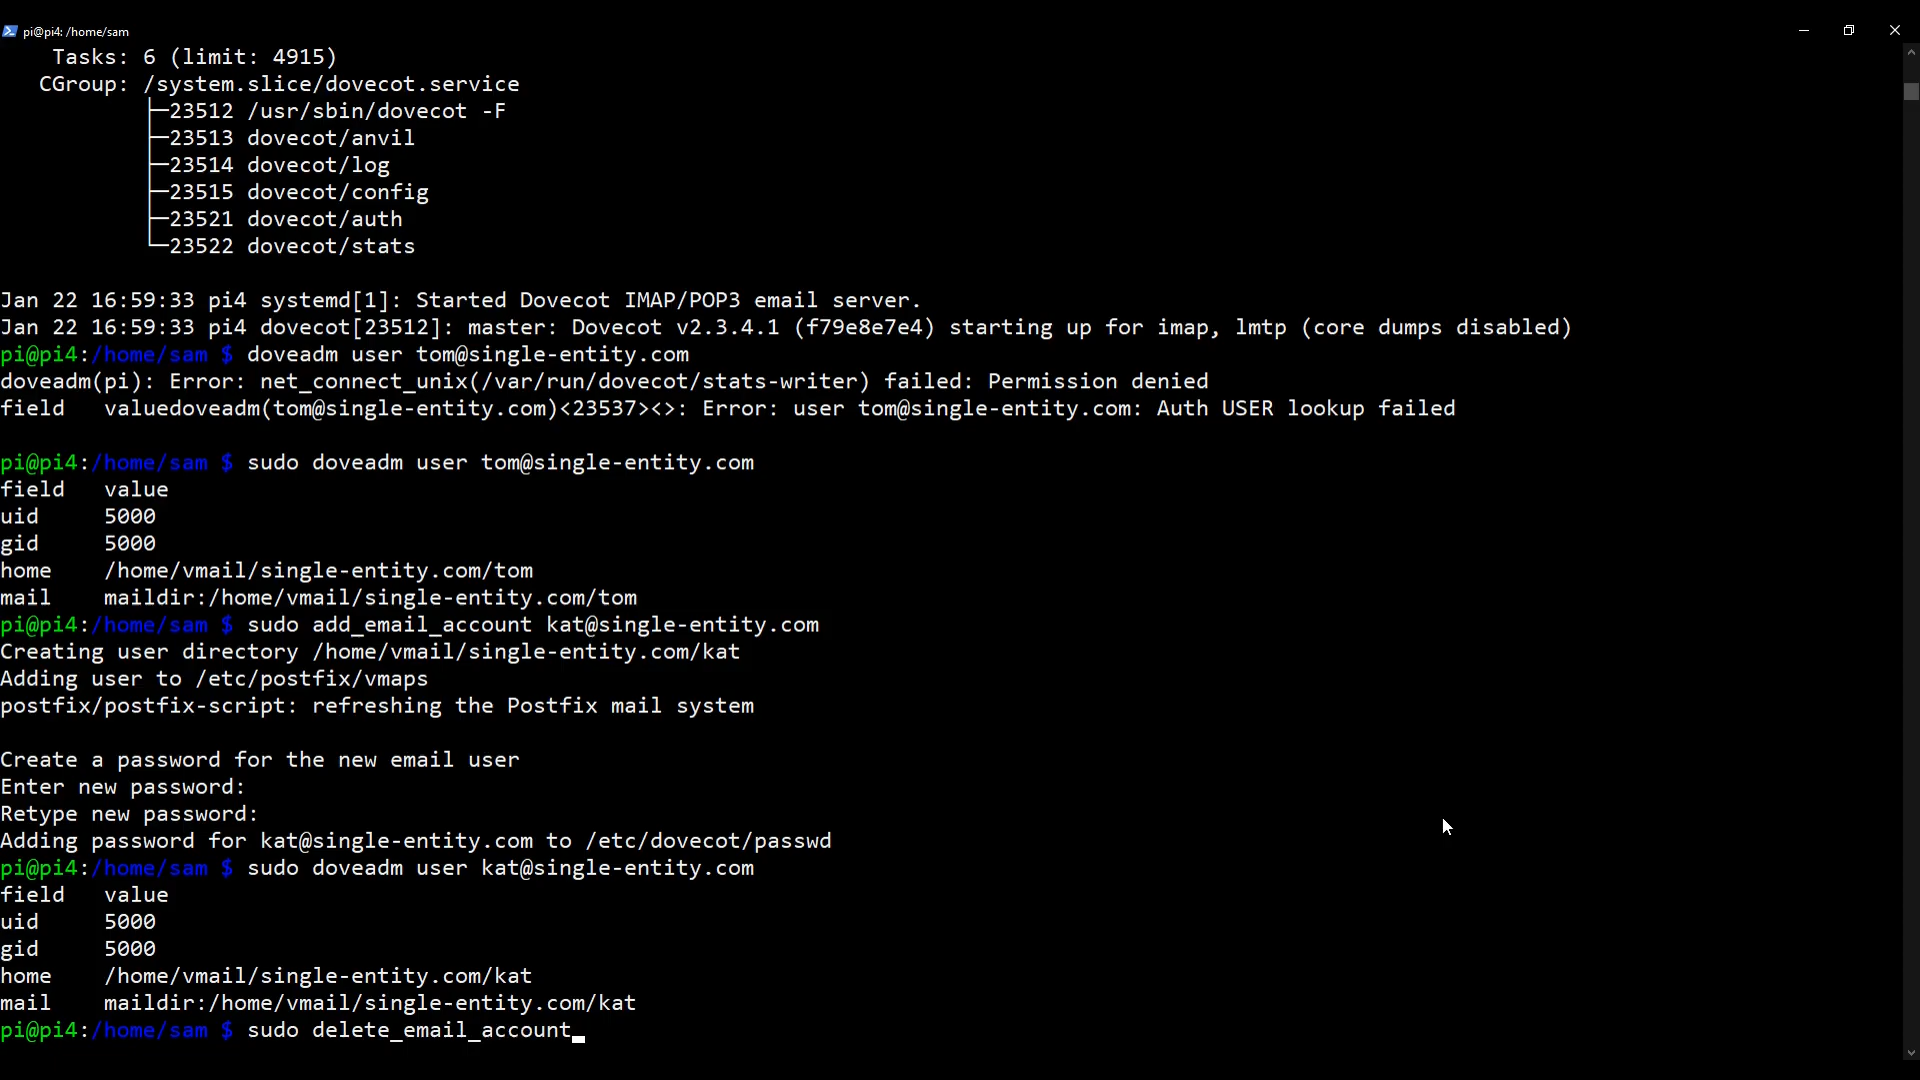 pi@pi4: /home/sam
Tasks: 6 (limit: 4915)
CGroup: /system.slice/dovecot.service
├─23512 /usr/sbin/dovecot -F
├─23513 dovecot/anvil
├─23514 dovecot/log
├─23515 dovecot/config
├─23521 dovecot/auth
└─23522 dovecot/stats
Jan 22 16:59:33 pi4 systemd[1]: Started Dovecot IMAP/POP3 email server.
Jan 22 16:59:33 pi4 dovecot[23512]: master: Dovecot v2.3.4.1 (f79e8e7e4) starting up for imap, lmtp (core dumps disabled)
pi@pi4:/home/sam $ doveadm user tom@single-entity.com
doveadm(pi): Error: net_connect_unix(/var/run/dovecot/stats-writer) failed: Permission denied
field   valuedoveadm(tom@single-entity.com)<23537><>: Error: user tom@single-entity.com: Auth USER lookup failed
pi@pi4:/home/sam $ sudo doveadm user tom@single-entity.com
field   value
uid     5000
gid     5000
home    /home/vmail/single-entity.com/tom
mail    maildir:/home/vmail/single-entity.com/tom
pi@pi4:/home/sam $ sudo add_email_account kat@single-entity.com
Creating user directory /home/vmail/single-entity.com/kat
Adding user to /etc/postfix/vmaps
postfix/postfix-script: refreshing the Postfix mail system
Create a password for the new email user
Enter new password:
Retype new password:
Adding password for kat@single-entity.com to /etc/dovecot/passwd
pi@pi4:/home/sam $ sudo doveadm user kat@single-entity.com
field   value
uid     5000
gid     5000
home    /home/vmail/single-entity.com/kat
mail    maildir:/home/vmail/single-entity.com/kat
pi@pi4:/home/sam $ sudo delete_email_account